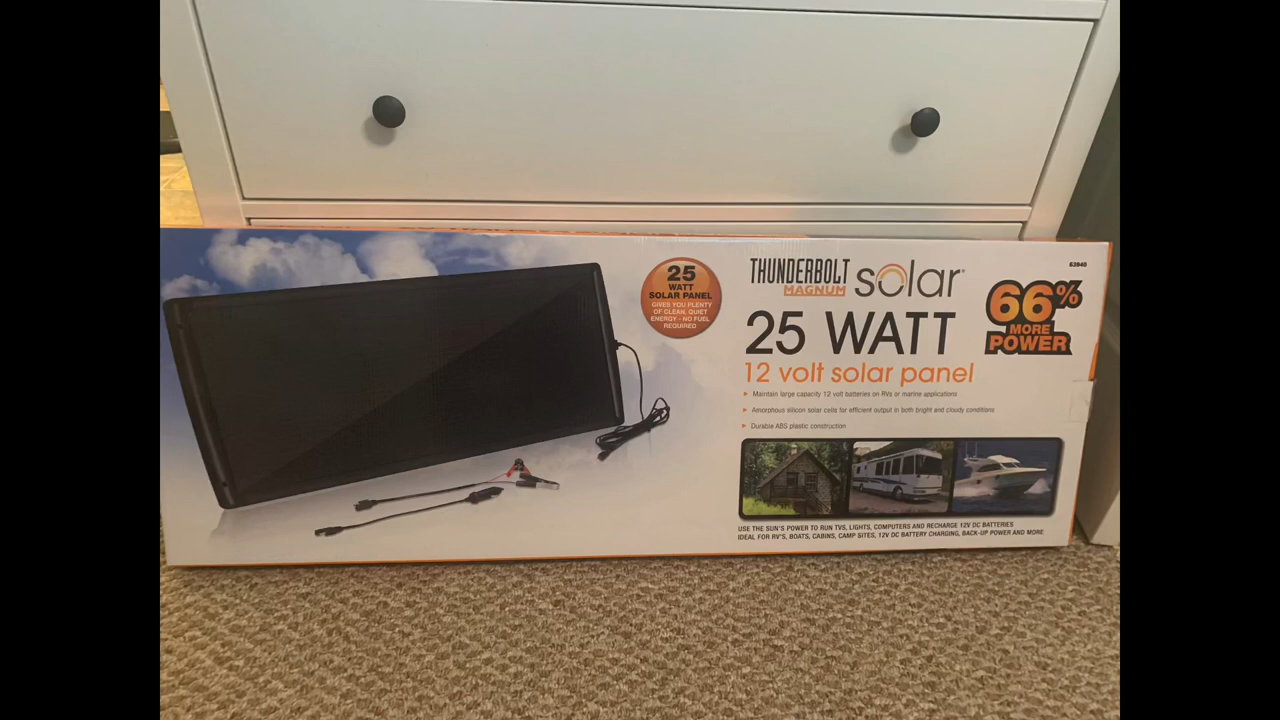 25
WATT
SOLAR PANEL
GIVES YOU PLENTY
OF CLEAN, QUIET
ENERGY - NO FUEL
REQUIRED
THUNDERBOLT
MAGNUM
solar
63940
25 WATT
66%
MORE
POWER
12 volt solar panel
Maintain large capacity 12 volt batteries on RVs or marine applications
Amorphous silicon solar cells for efficient output in both bright and cloudy conditions
Durable ABS plastic construction
USE THE SUN'S POWER TO RUN TVS, LIGHTS, COMPUTERS AND RECHARGE 12V DC BATTERIES
IDEAL FOR RV'S, BOATS, CABINS, CAMP SITES, 12V DC BATTERY CHARGING, BACK-UP POWER AND MORE